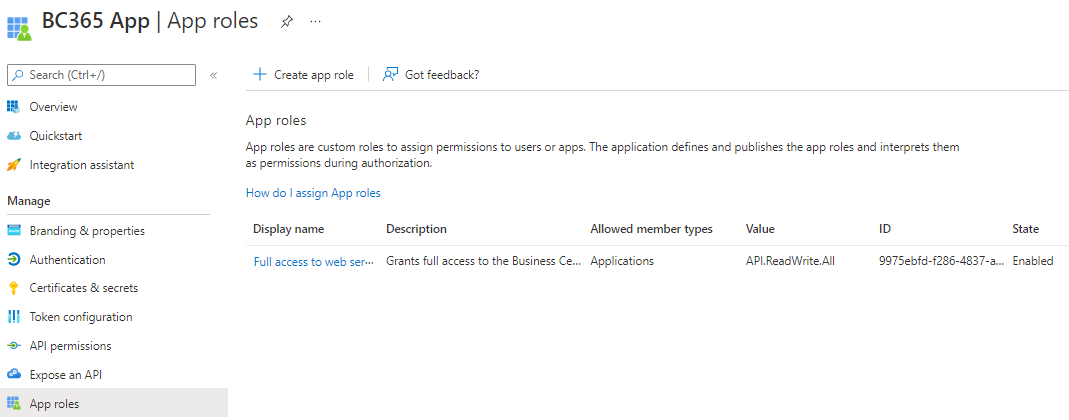 BC365 App | App roles
Search (Ctrl+/)
Overview
Quickstart
Integration assistant
Manage
Branding & properties
Authentication
Certificates & secrets
Token configuration
API permissions
Expose an API
App roles
Create app role
Got feedback?
App roles
App roles are custom roles to assign permissions to users or apps. The application defines and publishes the app roles and interprets them
as permissions during authorization.
How do I assign App roles
Display name Description Allowed member types Value ID State
Full access to web ser... Grants full access to the Business Ce... Applications API.ReadWrite.All 9975ebfd-f286-4837-a... Enabled